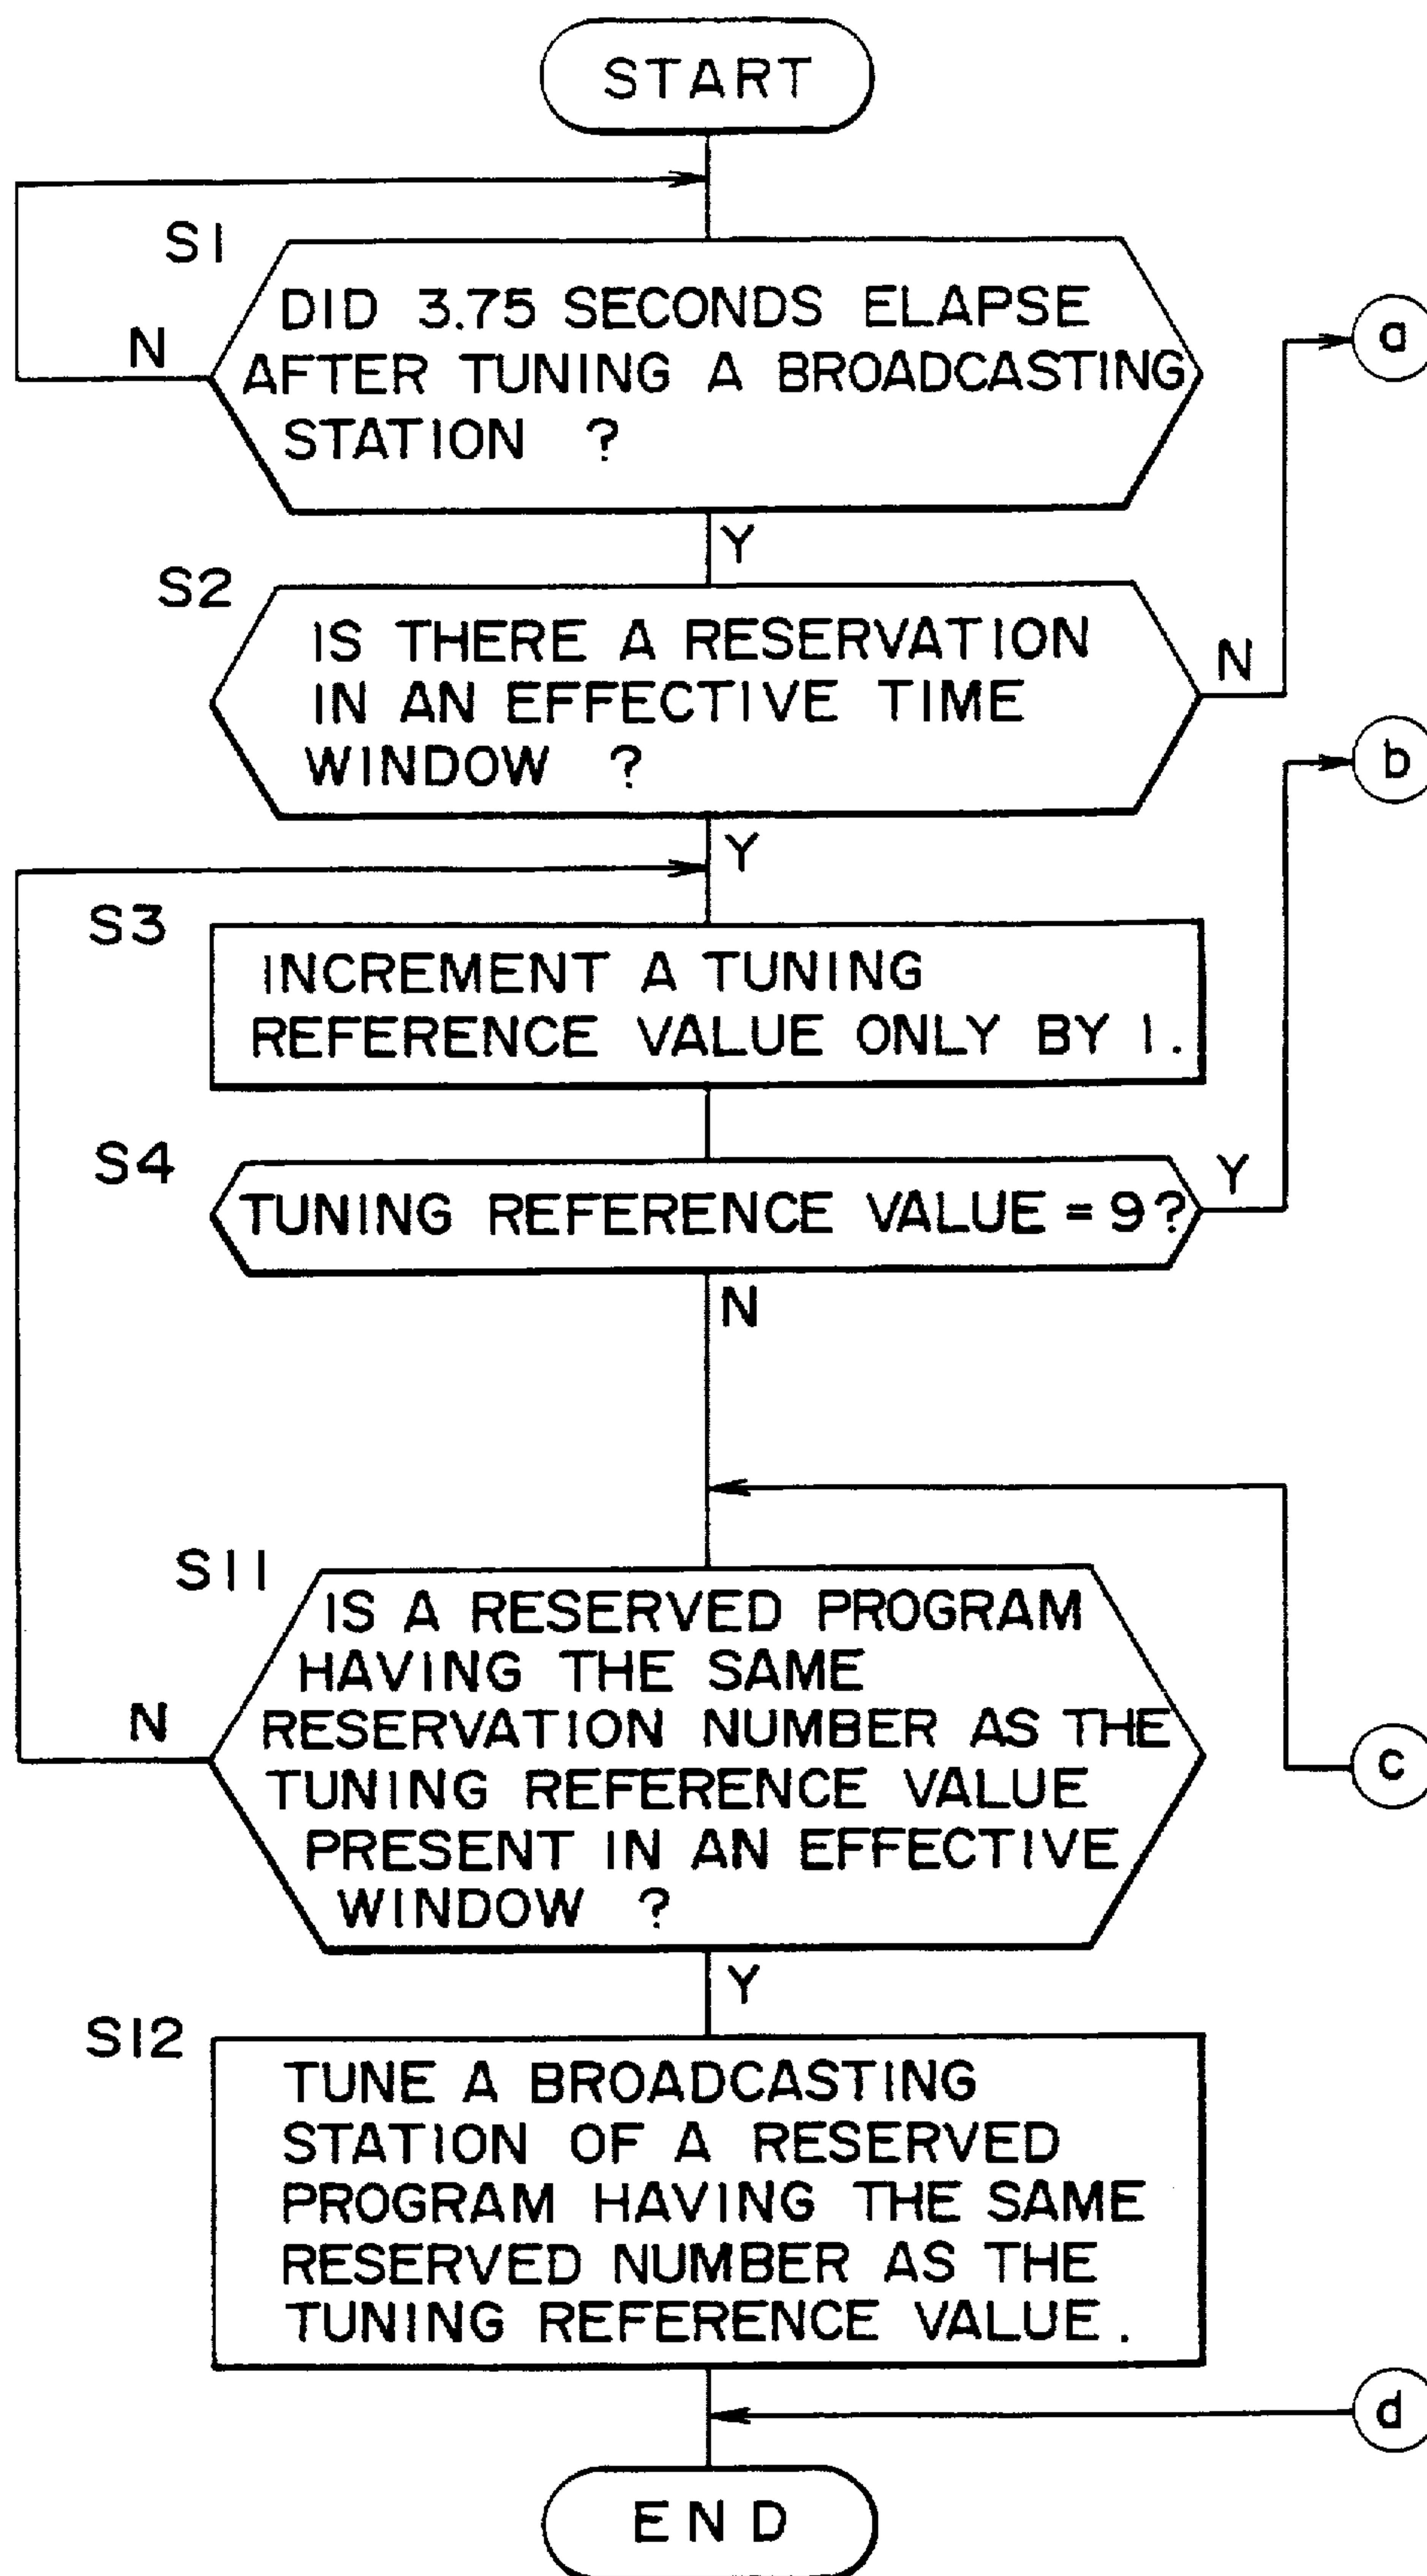 START
S1
DID 3.75 SECONDS ELAPSE
AFTER TUNING A BROADCASTING
STATION ?
N
a
Y
S2
IS THERE A RESERVATION
IN AN EFFECTIVE TIME
WINDOW ?
N
b
Y
S3
INCREMENT A TUNING
REFERENCE VALUE ONLY BY 1.
S4
TUNING REFERENCE VALUE = 9?
Y
N
S11
IS A RESERVED PROGRAM
HAVING THE SAME
RESERVATION NUMBER AS THE
TUNING REFERENCE VALUE
PRESENT IN AN EFFECTIVE
WINDOW ?
N
c
Y
S12
TUNE A BROADCASTING
STATION OF A RESERVED
PROGRAM HAVING THE SAME
RESERVED NUMBER AS THE
TUNING REFERENCE VALUE.
d
END